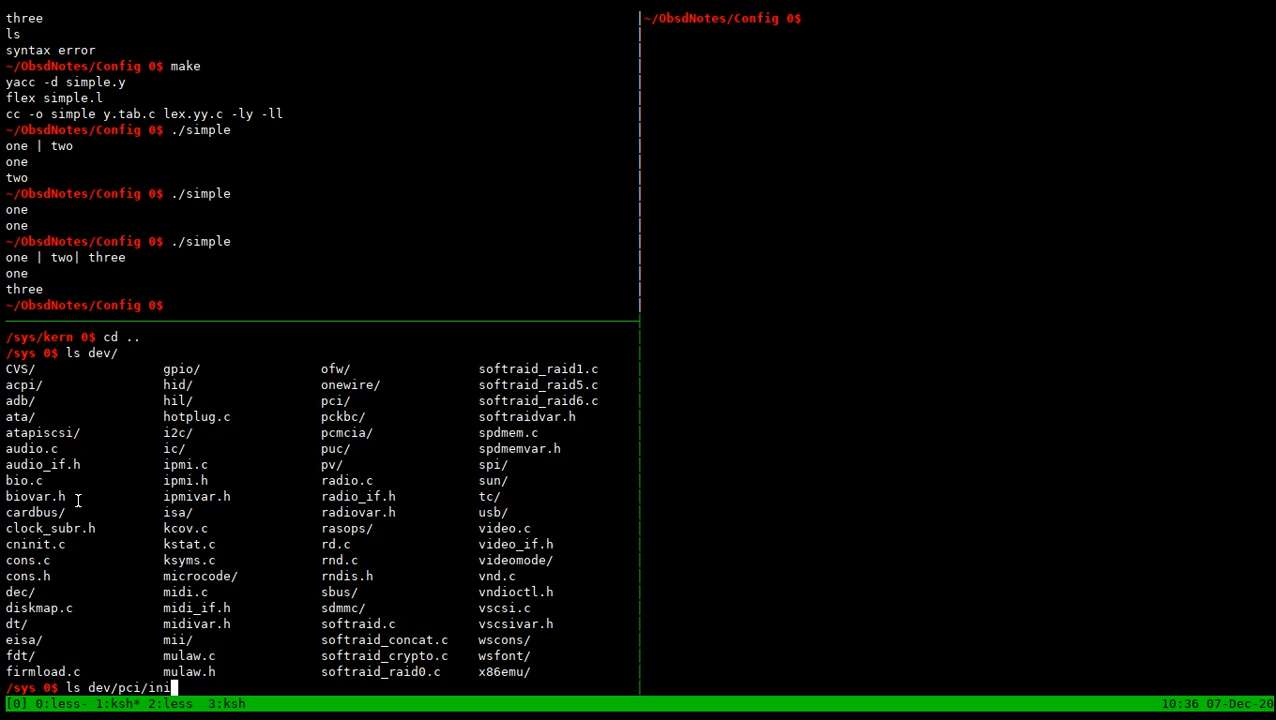 three
ls
syntax error
~/ObsdNotes/Config 0$ make
yacc -d simple.y
flex simple.l
cc -o simple y.tab.c lex.yy.c -ly -ll
~/ObsdNotes/Config 0$ ./simple
one | two
one
two
~/ObsdNotes/Config 0$ ./simple
one
one
~/ObsdNotes/Config 0$ ./simple
one | two| three
one
three
~/ObsdNotes/Config 0$
~/ObsdNotes/Config 0$
/sys/kern 0$ cd ..
/sys 0$ ls dev/
CVS/ gpio/ ofw/ softraid_raid1.c
acpi/ hid/ onewire/ softraid_raid5.c
adb/ hil/ pci/ softraid_raid6.c
ata/ hotplug.c pckbc/ softraidvar.h
atapiscsi/ i2c/ pcmcia/ spdmem.c
audio.c ic/ puc/ spdmemvar.h
audio_if.h ipmi.c pv/ spi/
bio.c ipmi.h radio.c sun/
biovar.h ipmivar.h radio_if.h tc/
cardbus/ isa/ radiovar.h usb/
clock_subr.h kcov.c rasops/ video.c
cninit.c kstat.c rd.c video_if.h
cons.c ksyms.c rnd.c videomode/
cons.h microcode/ rndis.h vnd.c
dec/ midi.c sbus/ vndioctl.h
diskmap.c midi_if.h sdmmc/ vscsi.c
dt/ midivar.h softraid.c vscsivar.h
eisa/ mii/ softraid_concat.c wscons/
fdt/ mulaw.c softraid_crypto.c wsfont/
firmload.c mulaw.h softraid_raid0.c x86emu/
/sys 0$ ls dev/pci/ini
[0] 0:less- 1:ksh* 2:less 3:ksh 10:36 07-Dec-20